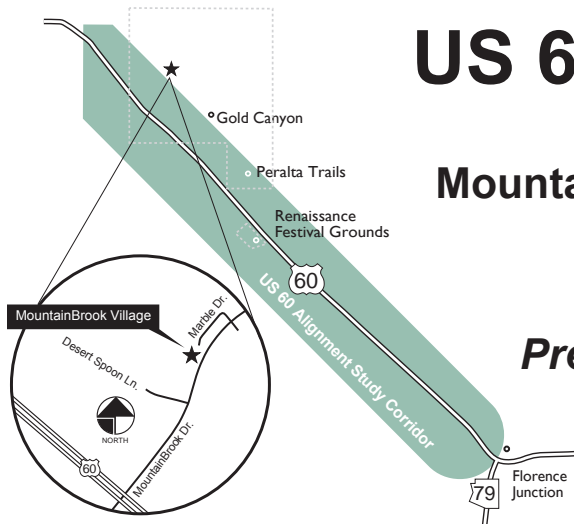 US 6
Gold Canyon
Mounta
Peralta Trails
Renaissance
Festival Grounds
60
US 60 Alignment Study Corridor
MountainBrook Village
Marble Dr.
Desert Spoon Ln.
NORTH
MountainBrook Dr.
60
Pre
79
Florence
Junction